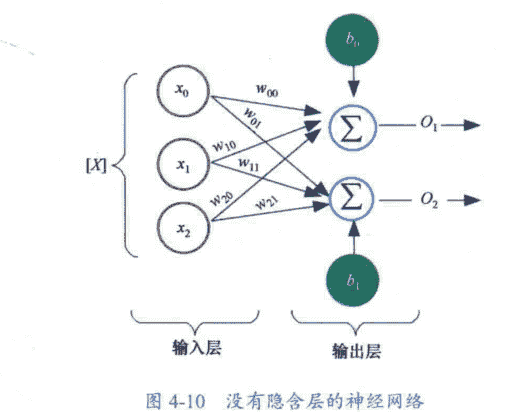 b₀
x₀
w₀₀
w₀₁
Σ
O₁
[X]
x₁
w₁₀
w₁₁
w₂₀
w₂₁
Σ
O₂
x₂
b₁
输入层
输出层
图 4-10 没有隐含层的神经网络